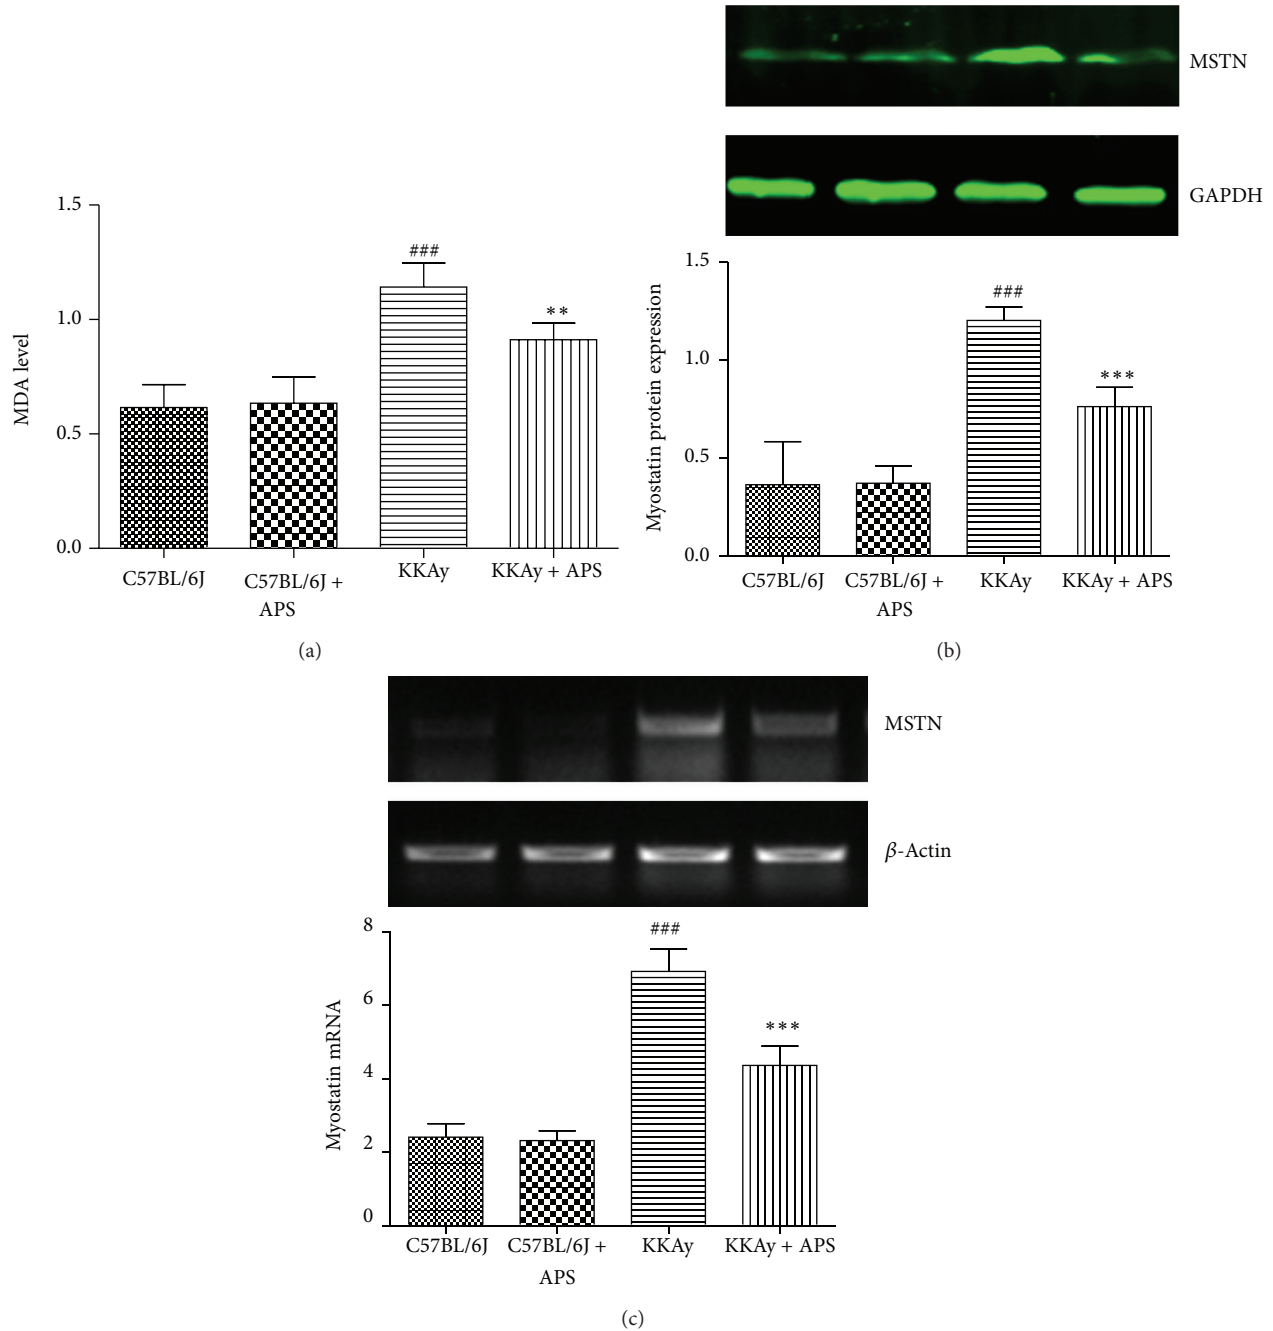 MDA level
1.5
1.0
0.5
0.0
###
**
C57BL/6J
C57BL/6J +
APS
KKAy
KKAy + APS
(a)
MSTN
GAPDH
Myostatin protein expression
1.5
1.0
0.5
0.0
###
***
C57BL/6J
C57BL/6J +
APS
KKAy
KKAy + APS
(b)
MSTN
β-Actin
Myostatin mRNA
8
6
4
2
0
###
***
C57BL/6J
C57BL/6J +
APS
KKAy
KKAy + APS
(c)